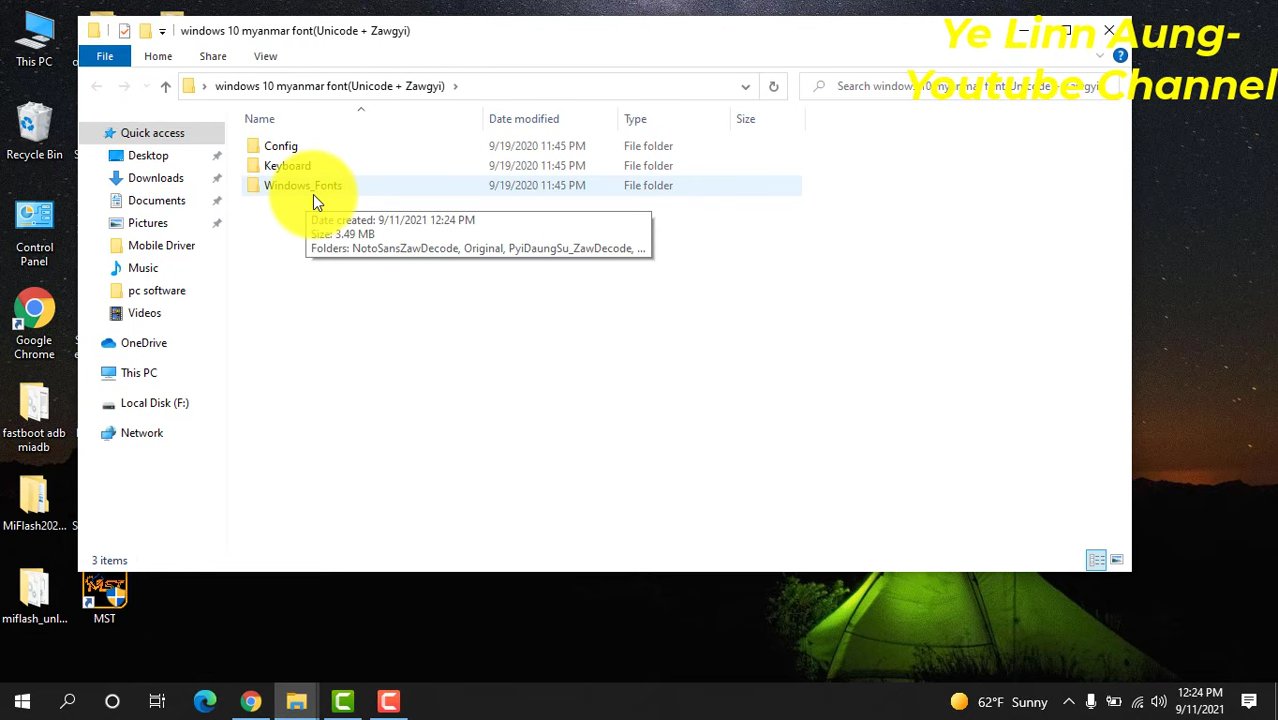 windows 10 myanmar font(Unicode + Zawgyi)
Ye Linn Aung-
Youtube Channel
File
Home
Share
View
windows 10 myanmar font(Unicode + Zawgyi)
Search windows 10 myanmar font(Unicode + Zawgyi)
Name
Date modified
Type
Size
Config
9/19/2020 11:45 PM
File folder
Keyboard
9/19/2020 11:45 PM
File folder
Windows_Fonts
9/19/2020 11:45 PM
File folder
Date created: 9/11/2021 12:24 PM
Size: 3.49 MB
Folders: NotoSansZawDecode, Original, PyiDaungSu_ZawDecode, ...
Quick access
Desktop
Downloads
Documents
Pictures
Mobile Driver
Music
pc software
Videos
OneDrive
This PC
Local Disk (F:)
Network
3 items
This PC
Recycle Bin
Control
Panel
Google
Chrome
fastboot adb
miadb
MiFlash202...
miflash_unl...
MST
MST
62°F Sunny
12:24 PM
9/11/2021